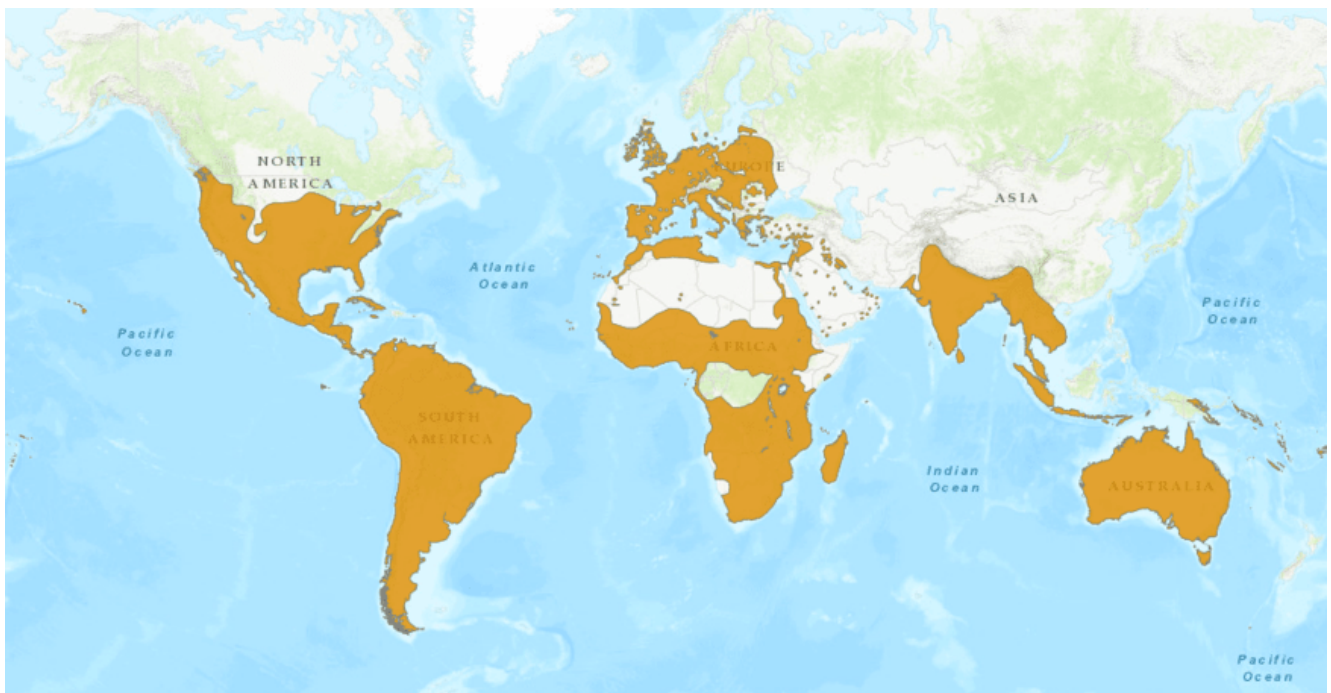 NORTH
AMERICA
EUROPE
ASIA
Atlantic
Ocean
Pacific
Ocean
Pacific
Ocean
AFRICA
SOUTH
AMERICA
Indian
Ocean
AUSTRALIA
Pacific
Ocean